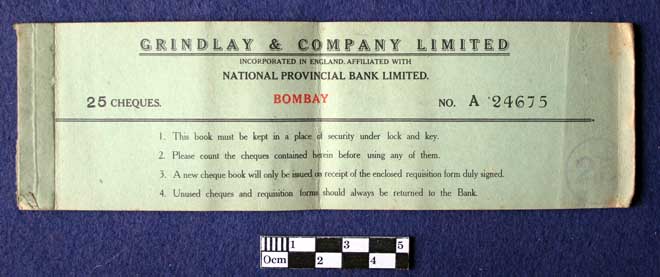 GRINDLAY & COMPANY LIMITED
INCORPORATED IN ENGLAND. AFFILIATED WITH
NATIONAL PROVINCIAL BANK LIMITED.
25 CHEQUES. BOMBAY NO. A 24675
1. This book must be kept in a place of security under lock and key.
2. Please count the cheques contained herein before using any of them.
3. A new cheque book will only be issued on receipt of the enclosed requisition form duly signed.
4. Unused cheques and requisition forms should always be returned to the Bank.
1 3 5
0cm 2 4